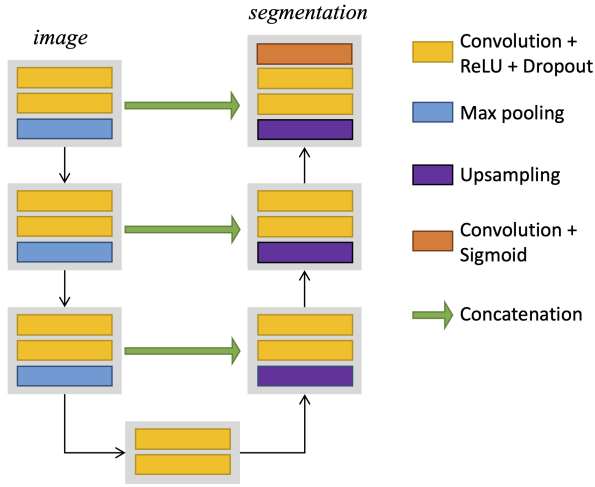 image
segmentation
Convolution +
ReLU + Dropout
Max pooling
Upsampling
Convolution +
Sigmoid
Concatenation